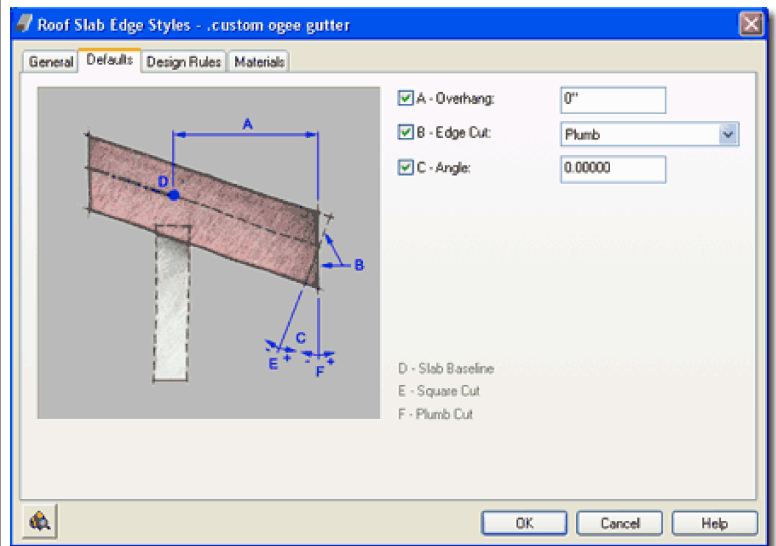 Roof Slab Edge Styles - .custom ogee gutter
General Defaults Design Rules Materials
A - Overhang: 0"
B - Edge Cut: Plumb
C - Angle: 0.00000
A
D
B
C
- + - +
E F
D - Slab Baseline
E - Square Cut
F - Plumb Cut
OK Cancel Help